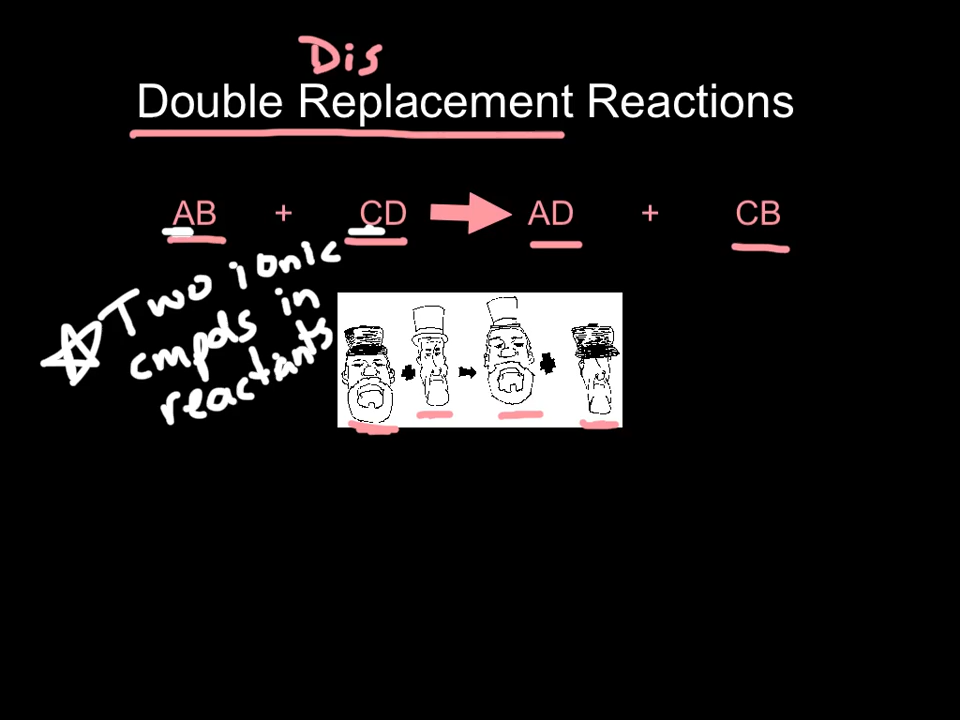 Dis
Double Replacement Reactions
AB + CD AD + CB
Two ionic
cmpds in
reactants